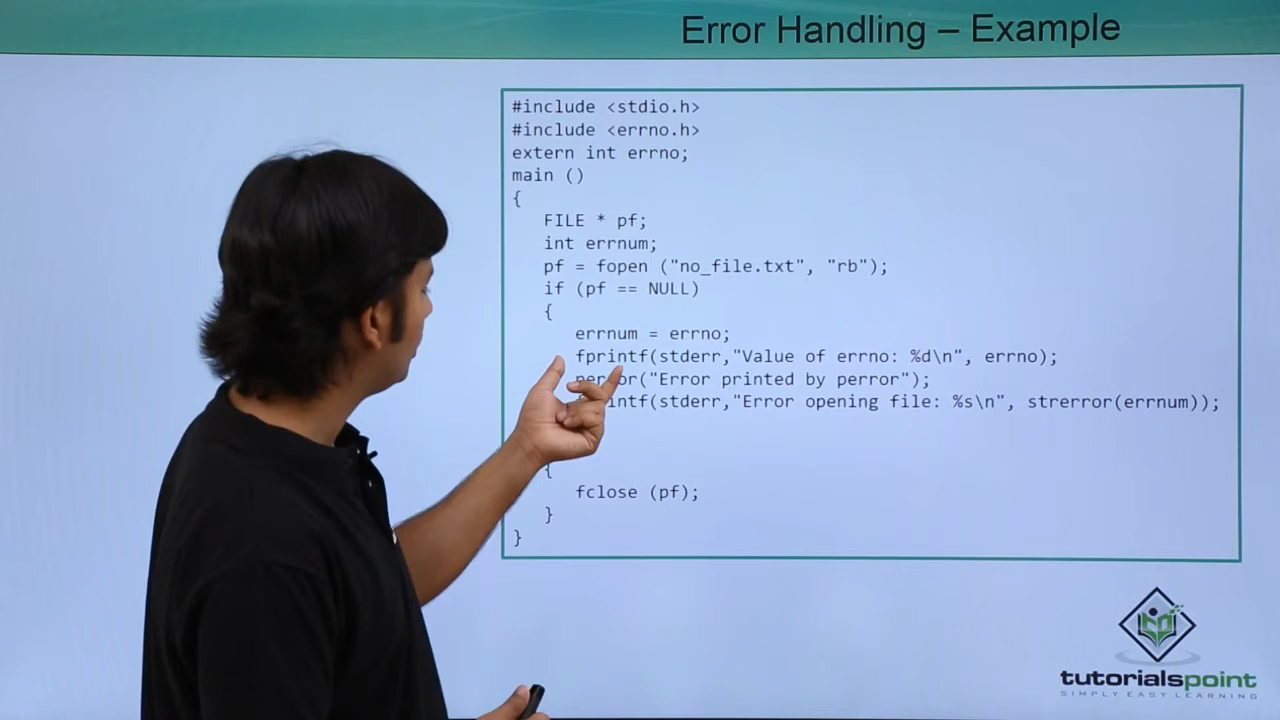 Error Handling – Example
#include <stdio.h>
#include <errno.h>
extern int errno;
main ()
{
FILE * pf;
int errnum;
pf = fopen ("no_file.txt", "rb");
if (pf == NULL)
{
errnum = errno;
fprintf(stderr,"Value of errno: %d\n", errno);
perror("Error printed by perror");
intf(stderr,"Error opening file: %s\n", strerror(errnum));
{
fclose (pf);
}
}
tutorialspoint
SIMPLY EASY LEARNING